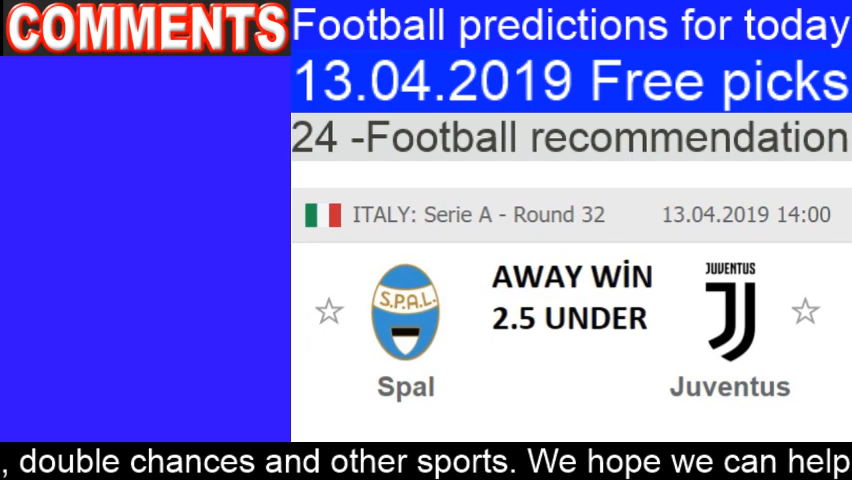 COMMENTS
Football predictions for today
13.04.2019 Free picks
24 -Football recommendation
ITALY: Serie A - Round 32 13.04.2019 14:00
S.P.A.L.
AWAY WİN
2.5 UNDER
JUVENTUS
Spal
Juventus
, double chances and other sports. We hope we can help